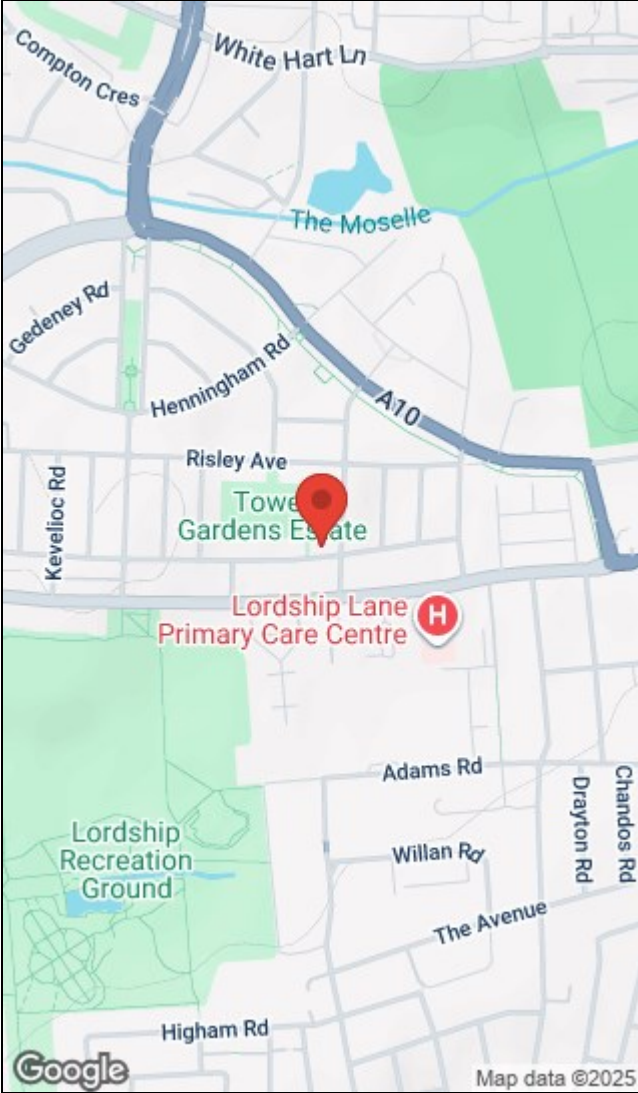 White Hart Ln
Compton Cres
The Moselle
Gedeney Rd
Henningham Rd
A10
Risley Ave
Kevelioc Rd
Gardens
Lordship Lane
Primary Care Centre
H
Adams Rd
Drayton Rd
Chandos Rd
Lordship
Recreation
Ground
Willan Rd
The Avenue
Higham Rd
Google
Map data ©2025